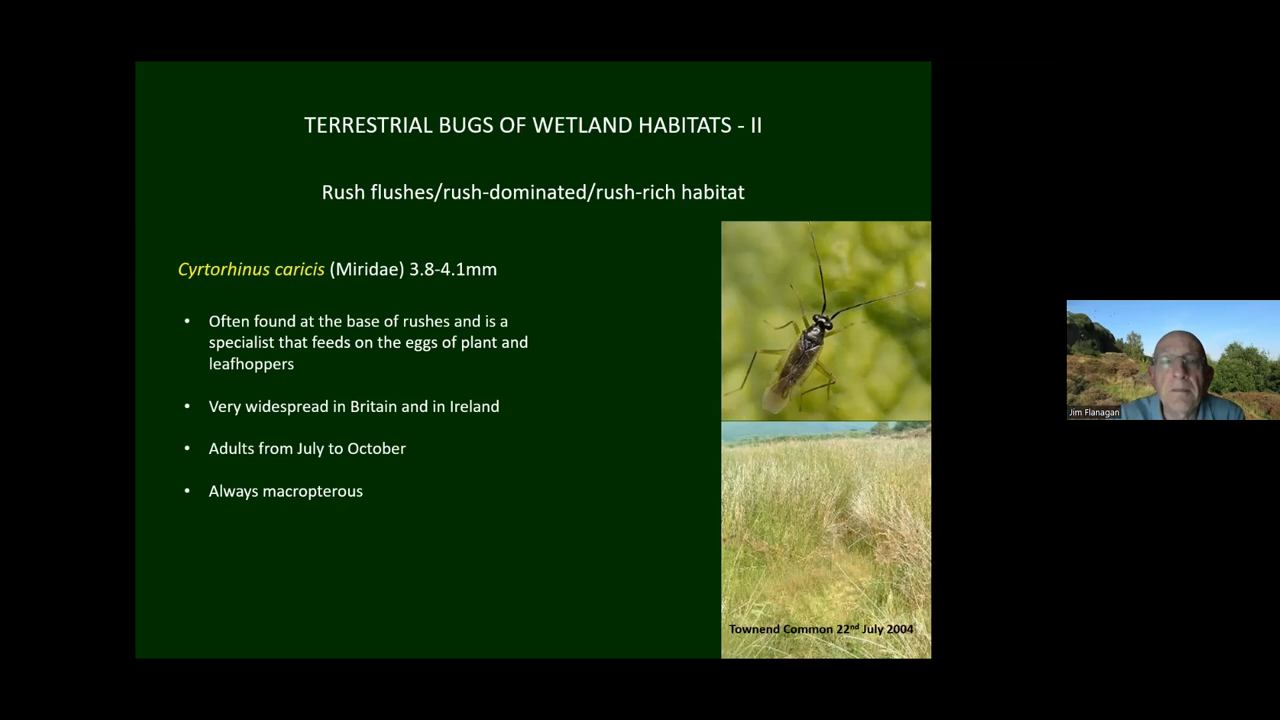 TERRESTRIAL BUGS OF WETLAND HABITATS - II
Rush flushes/rush-dominated/rush-rich habitat
Cyrtorhinus caricis (Miridae) 3.8-4.1mm
• Often found at the base of rushes and is a
specialist that feeds on the eggs of plant and
leafhoppers
• Very widespread in Britain and in Ireland
• Adults from July to October
• Always macropterous
Townend Common 22nd July 2004
Jim Flanagan